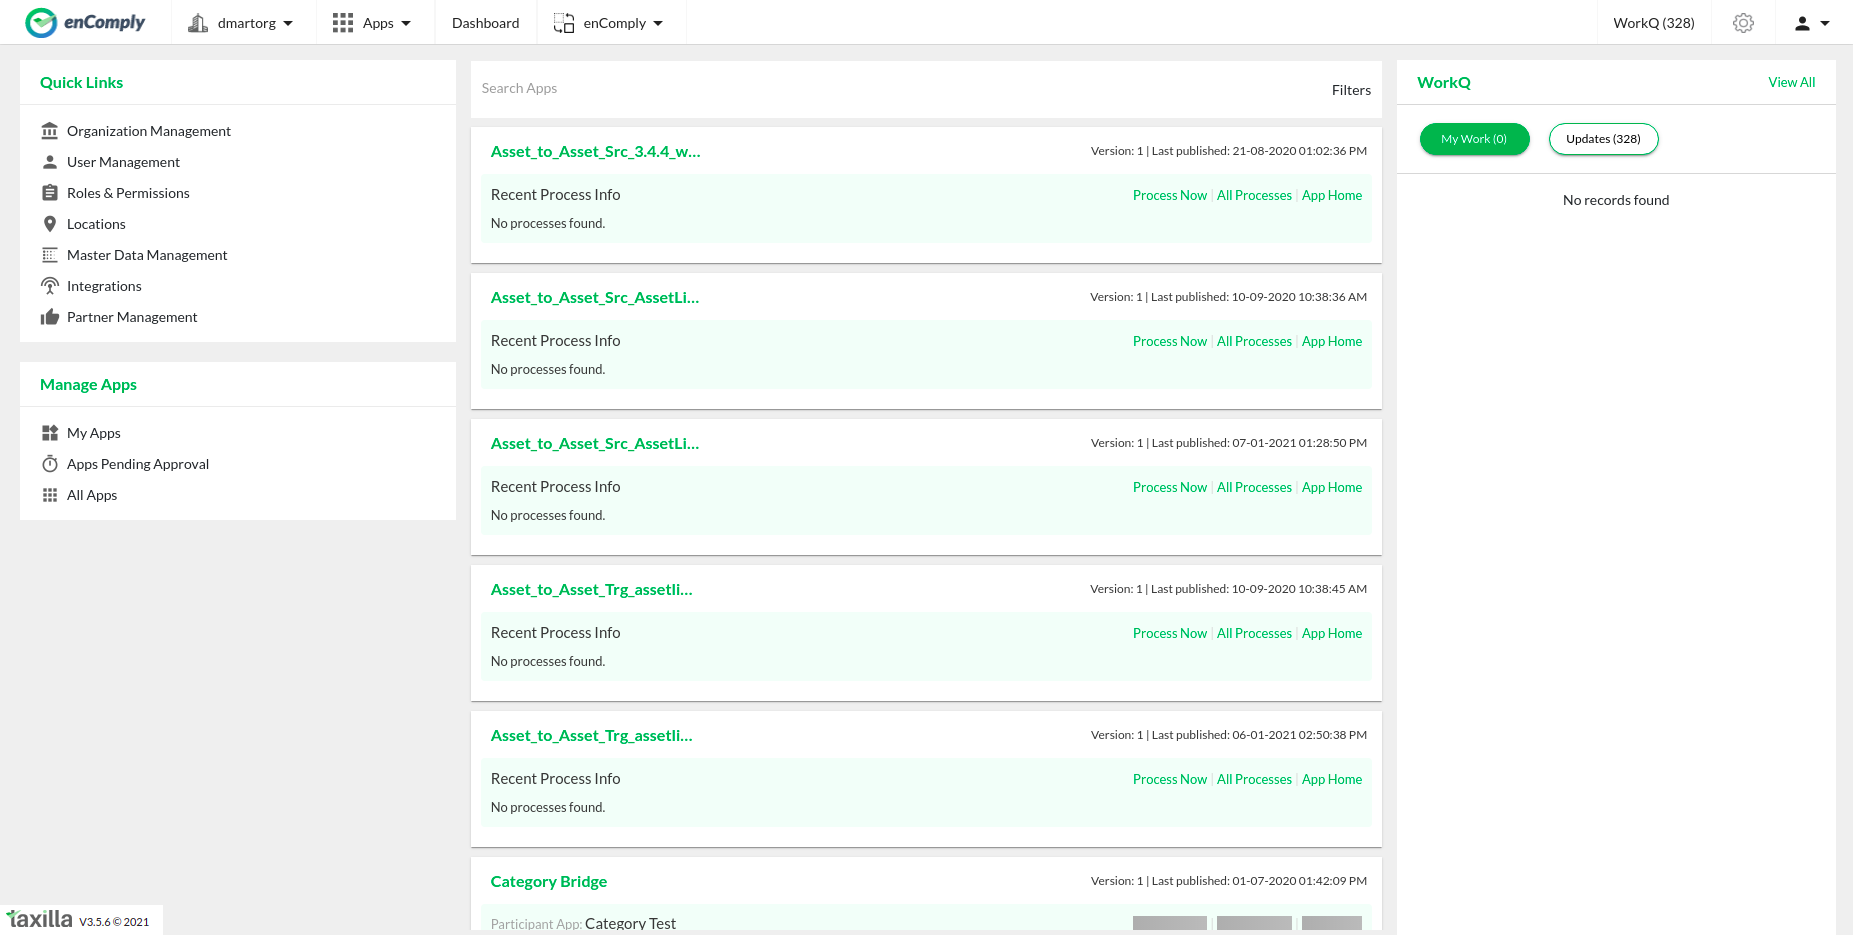 enComply
dmartorg
Apps
Dashboard
enComply
WorkQ (328)
Quick Links
Organization Management
User Management
Roles & Permissions
Locations
Master Data Management
Integrations
Partner Management
Manage Apps
My Apps
Apps Pending Approval
All Apps
taxilla V3.5.6 © 2021
Search Apps
Filters
Asset_to_Asset_Src_3.4.4_w...
Version: 1 | Last published: 21-08-2020 01:02:36 PM
Recent Process Info
Process Now | All Processes | App Home
No processes found.
Asset_to_Asset_Src_AssetLi...
Version: 1 | Last published: 10-09-2020 10:38:36 AM
Recent Process Info
Process Now | All Processes | App Home
No processes found.
Asset_to_Asset_Src_AssetLi...
Version: 1 | Last published: 07-01-2021 01:28:50 PM
Recent Process Info
Process Now | All Processes | App Home
No processes found.
Asset_to_Asset_Trg_assetli...
Version: 1 | Last published: 10-09-2020 10:38:45 AM
Recent Process Info
Process Now | All Processes | App Home
No processes found.
Asset_to_Asset_Trg_assetli...
Version: 1 | Last published: 06-01-2021 02:50:38 PM
Recent Process Info
Process Now | All Processes | App Home
No processes found.
Category Bridge
Version: 1 | Last published: 01-07-2020 01:42:09 PM
Participant App: Category Test
WorkQ
View All
My Work (0)
Updates (328)
No records found